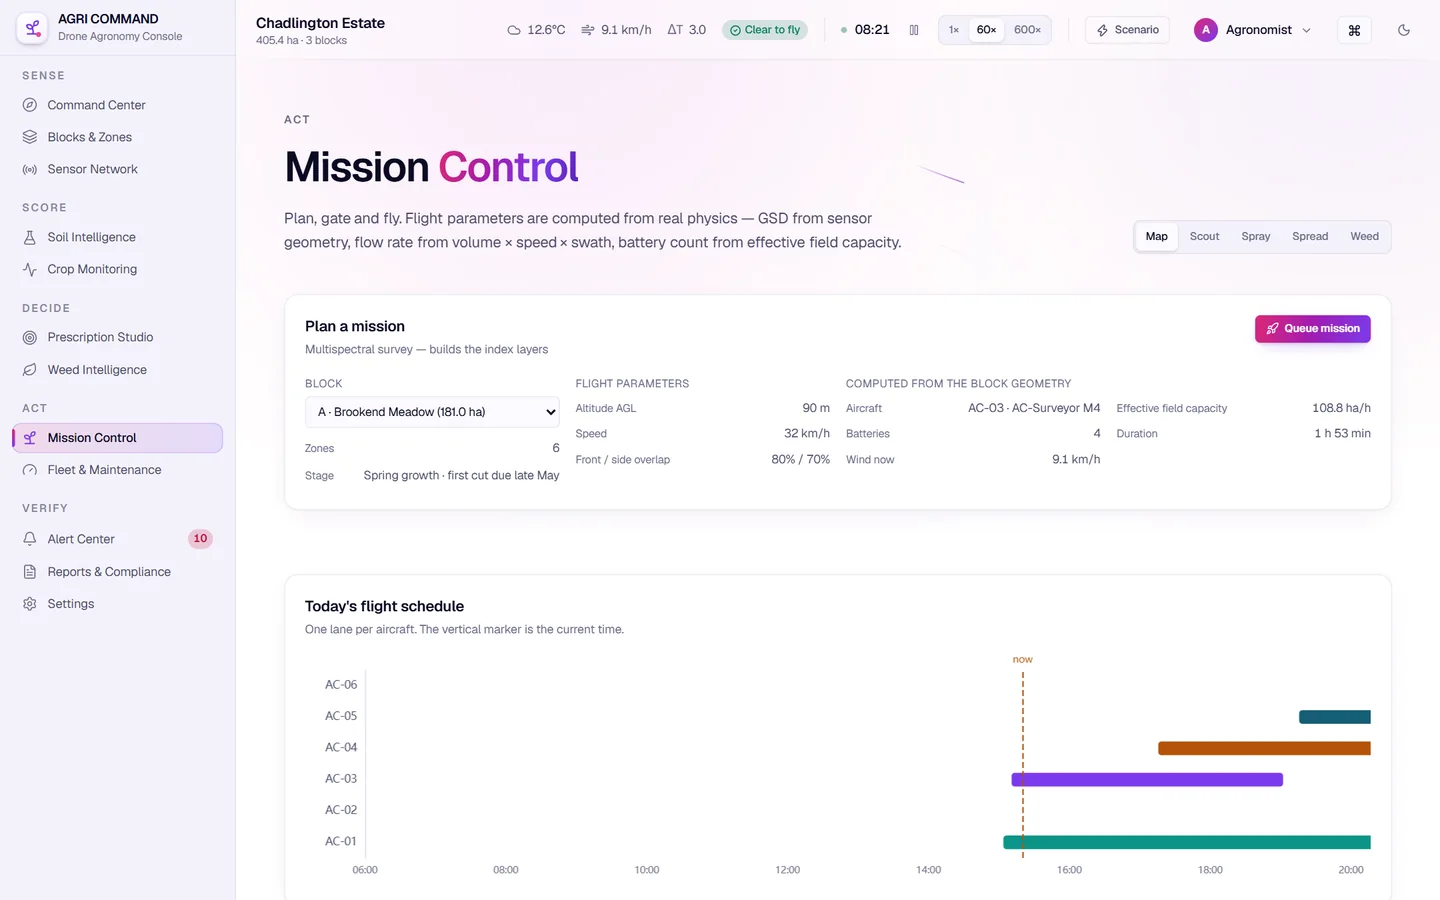 AGRI COMMAND
Drone Agronomy Console
SENSE
Command Center
Blocks & Zones
Sensor Network
SCORE
Soil Intelligence
Crop Monitoring
DECIDE
Prescription Studio
Weed Intelligence
ACT
Mission Control
Fleet & Maintenance
VERIFY
Alert Center 10
Reports & Compliance
Settings
Chadlington Estate
405.4 ha · 3 blocks
12.6°C 9.1 km/h ΔT 3.0 Clear to fly 08:21 1× 60× 600× Scenario A Agronomist ⌘
ACT
Mission Control
Plan, gate and fly. Flight parameters are computed from real physics — GSD from sensor
geometry, flow rate from volume × speed × swath, battery count from effective field capacity.
Map Scout Spray Spread Weed
Plan a mission
Multispectral survey — builds the index layers
Queue mission
BLOCK
A · Brookend Meadow (181.0 ha)
Zones 6
Stage Spring growth · first cut due late May
FLIGHT PARAMETERS
Altitude AGL 90 m
Speed 32 km/h
Front / side overlap 80% / 70%
COMPUTED FROM THE BLOCK GEOMETRY
Aircraft AC-03 · AC-Surveyor M4
Batteries 4
Wind now 9.1 km/h
Effective field capacity 108.8 ha/h
Duration 1 h 53 min
Today's flight schedule
One lane per aircraft. The vertical marker is the current time.
now
AC-06
AC-05
AC-04
AC-03
AC-02
AC-01
06:00 08:00 10:00 12:00 14:00 16:00 18:00 20:00